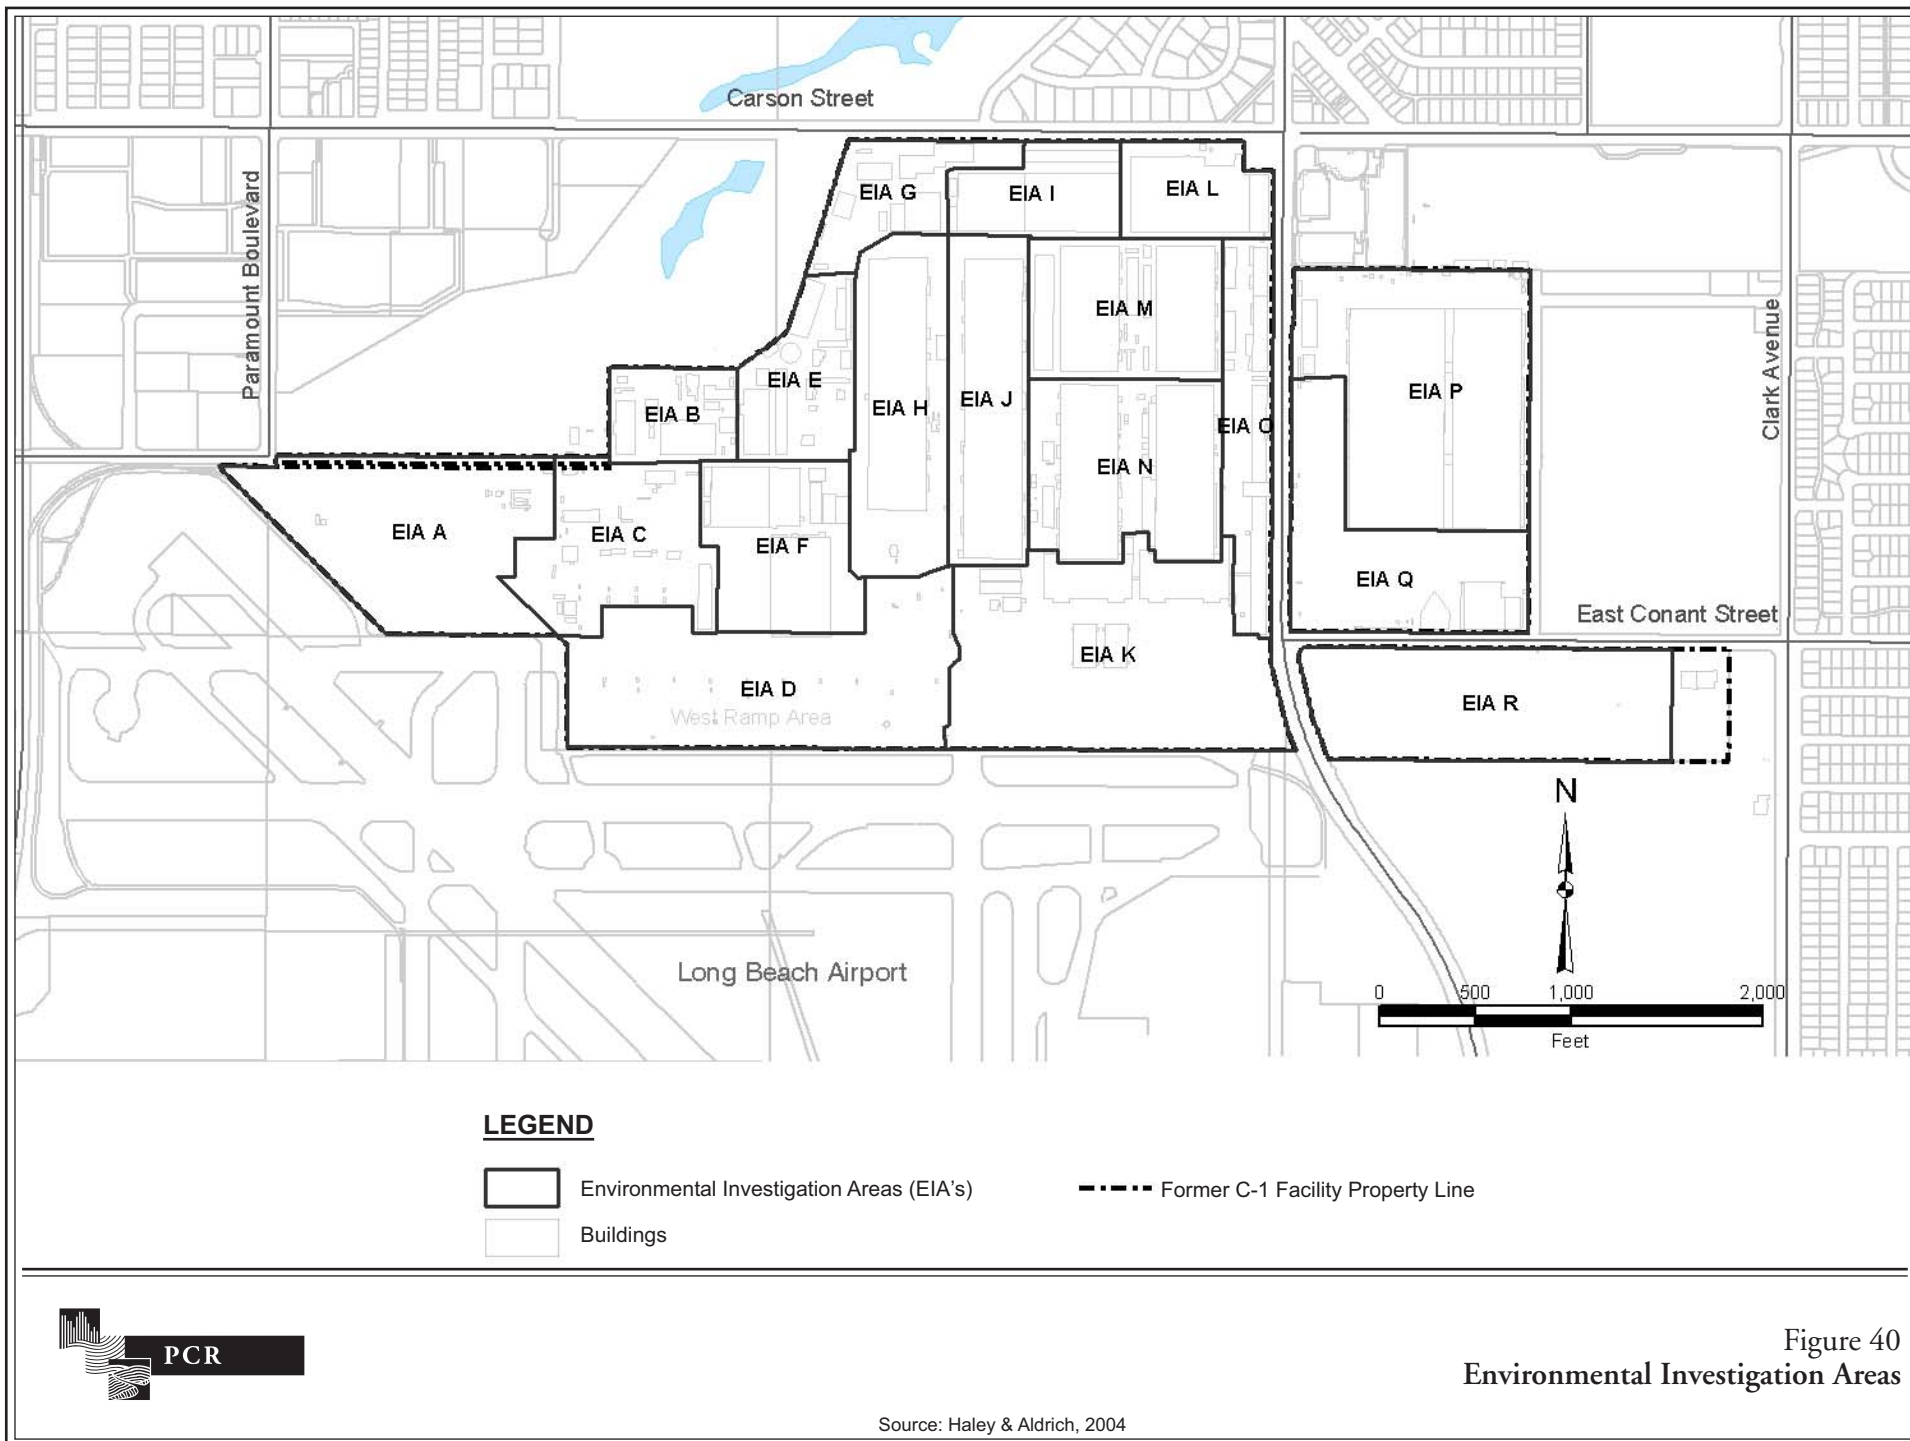 Carson Street
Paramount Boulevard
EIA G
EIA I
EIA L
EIA M
EIA E
EIA B
EIA H
EIA J
EIA O
EIA P
Clark Avenue
EIA N
EIA A
EIA C
EIA F
EIA Q
East Conant Street
EIA K
EIA D
West Ramp Area
EIA R
N
Long Beach Airport
0 500 1,000 2,000
Feet
LEGEND
Environmental Investigation Areas (EIA's)
Former C-1 Facility Property Line
Buildings
PCR
Figure 40
Environmental Investigation Areas
Source: Haley & Aldrich, 2004